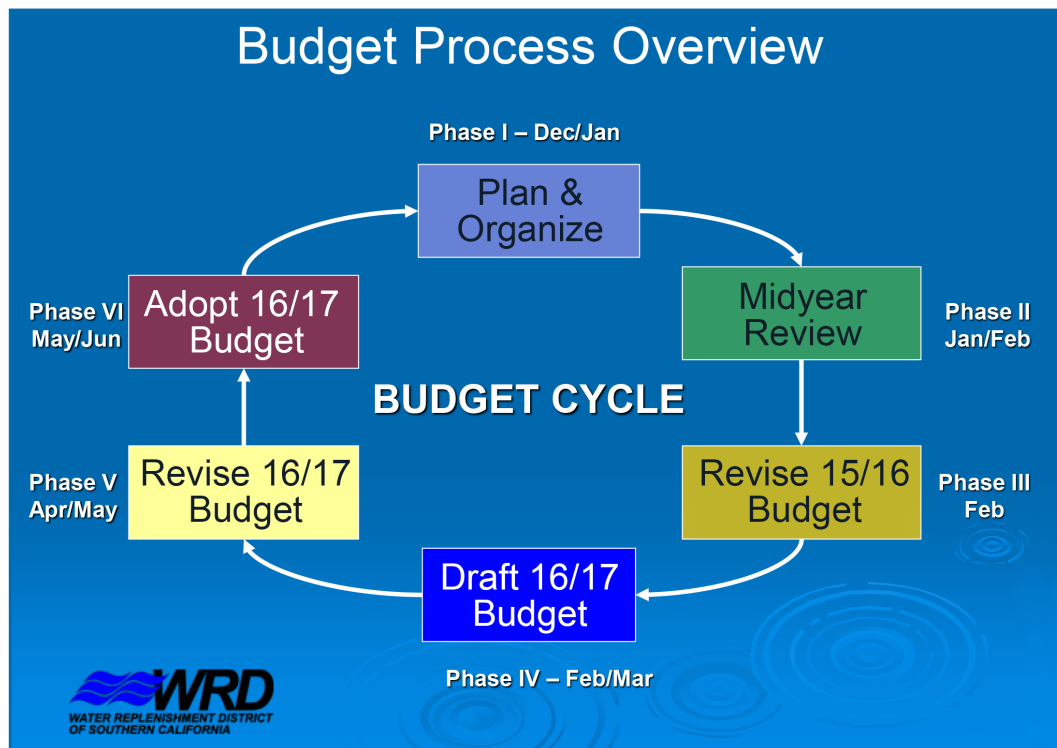 Budget Process Overview
Phase I – Dec/Jan
Plan &
Organize
Midyear
Review
Phase II
Jan/Feb
Revise 15/16
Budget
Phase III
Feb
Draft 16/17
Budget
Phase IV – Feb/Mar
Revise 16/17
Budget
Phase V
Apr/May
Adopt 16/17
Budget
Phase VI
May/Jun
BUDGET CYCLE
WRD
WATER REPLENISHMENT DISTRICT
OF SOUTHERN CALIFORNIA